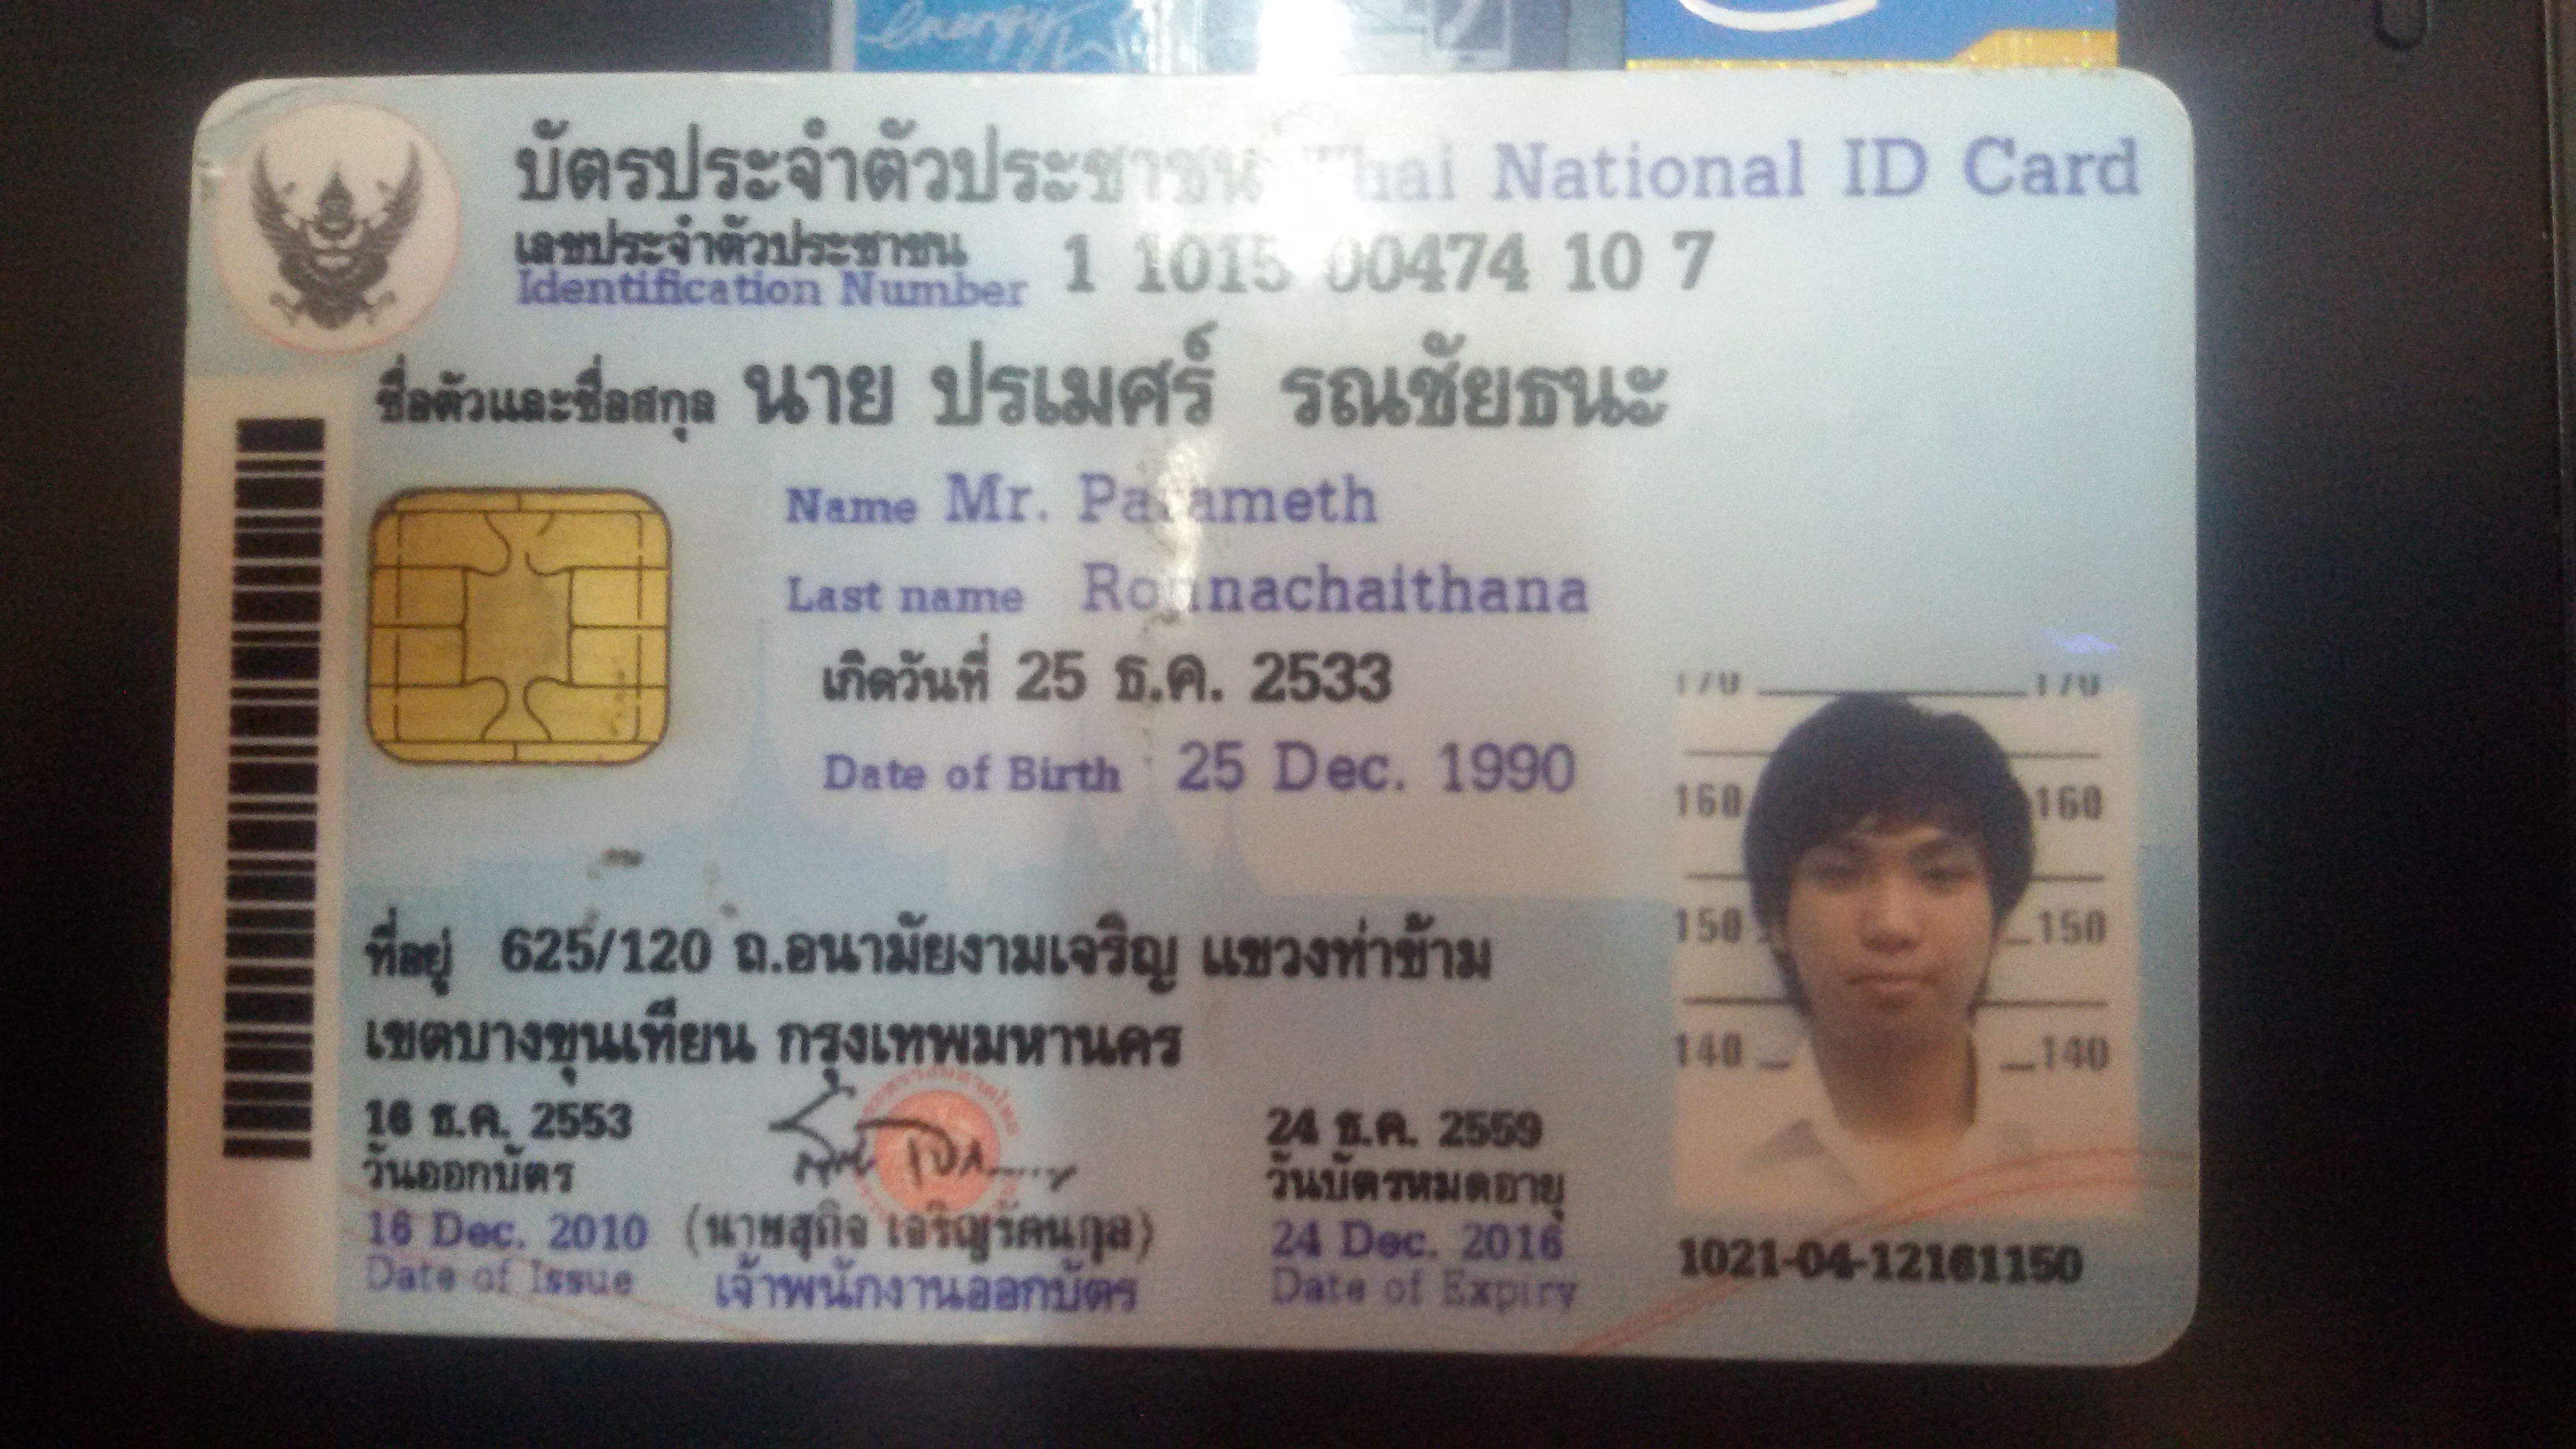 energy
บัตรประจำตัวประชาชน Thai National ID Card
เลขประจำตัวประชาชน 1 1015 00474 10 7
Identification Number
ชื่อตัวและชื่อสกุล นาย ปรเมศร์ รณชัยธนะ
Name Mr. Parameth
Last name Ronnachaithana
เกิดวันที่ 25 ธ.ค. 2533
Date of Birth 25 Dec. 1990
170 170
160 160
150 150
140 140
ที่อยู่ 625/120 ถ.อนามัยงามเจริญ แขวงท่าข้าม
เขตบางขุนเทียน กรุงเทพมหานคร
16 ธ.ค. 2553
วันออกบัตร
16 Dec. 2010
Date of Issue
(นายสุกิจ เจริญรัตนกุล)
เจ้าพนักงานออกบัตร
24 ธ.ค. 2559
วันบัตรหมดอายุ
24 Dec. 2016
Date of Expiry
1021-04-12161150